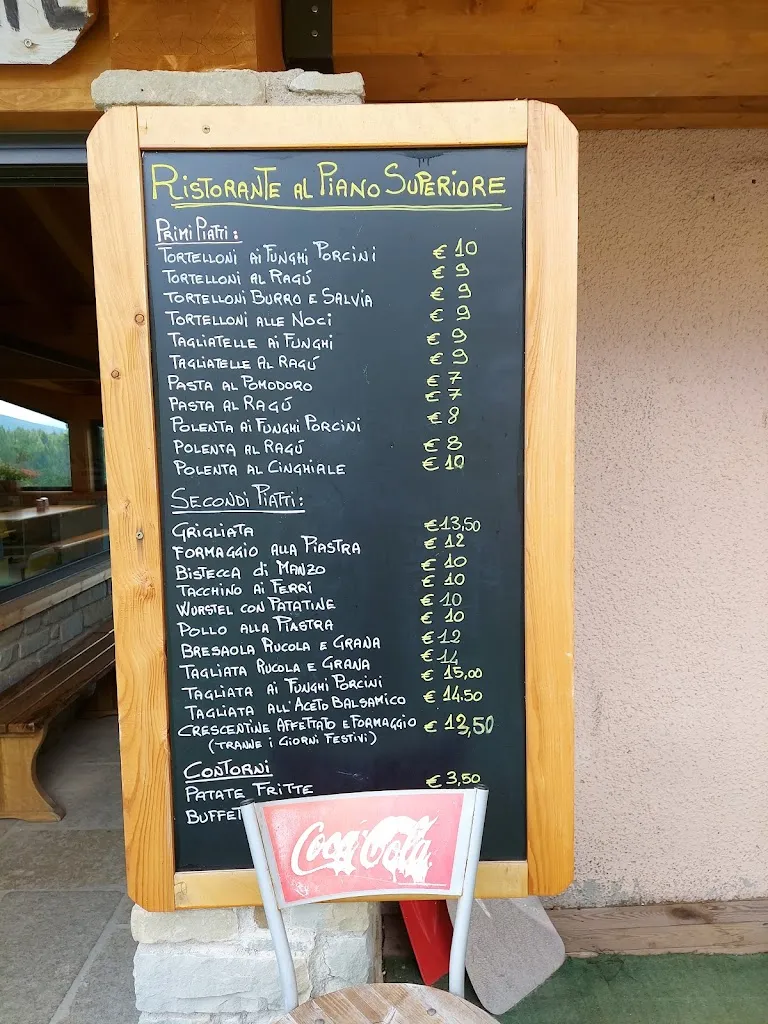 RISTORANTE AL PIANO SUPERIORE
PRIMI PIATTI:
TORTELLONI AI FUNGHI PORCINI € 10
TORTELLONI AL RAGÚ € 9
TORTELLONI BURRO E SALVIA € 9
TORTELLONI ALLE NOCI € 9
TAGLIATELLE AI FUNGHI € 9
TAGLIATELLE AL RAGÚ € 9
PASTA AL POMODORO € 7
PASTA AL RAGÚ € 7
POLENTA AI FUNGHI PORCINI € 8
POLENTA AL RAGÚ € 8
POLENTA AL CINGHIALE € 10
SECONDI PIATTI:
GRIGLIATA € 13,50
FORMAGGIO ALLA PIASTRA € 12
BISTECCA di MANZO € 10
TACCHINO AI FERRI € 10
WURSTEL CON PATATINE € 10
POLLO ALLA PIASTRA € 10
BRESAOLA RUCOLA E GRANA € 12
TAGLIATA RUCOLA E GRANA € 14
TAGLIATA AI FUNGHI PORCINI € 15,00
TAGLIATA ALL'ACETO BALSAMICO € 14.50
CRESCENTINE AFFETTATO E FORMAGGIO € 13,50
(TRANNE I GIORNI FESTIVI)
CONTORNI
PATATE FRITTE € 3,50
BUFFET
Coca-Cola